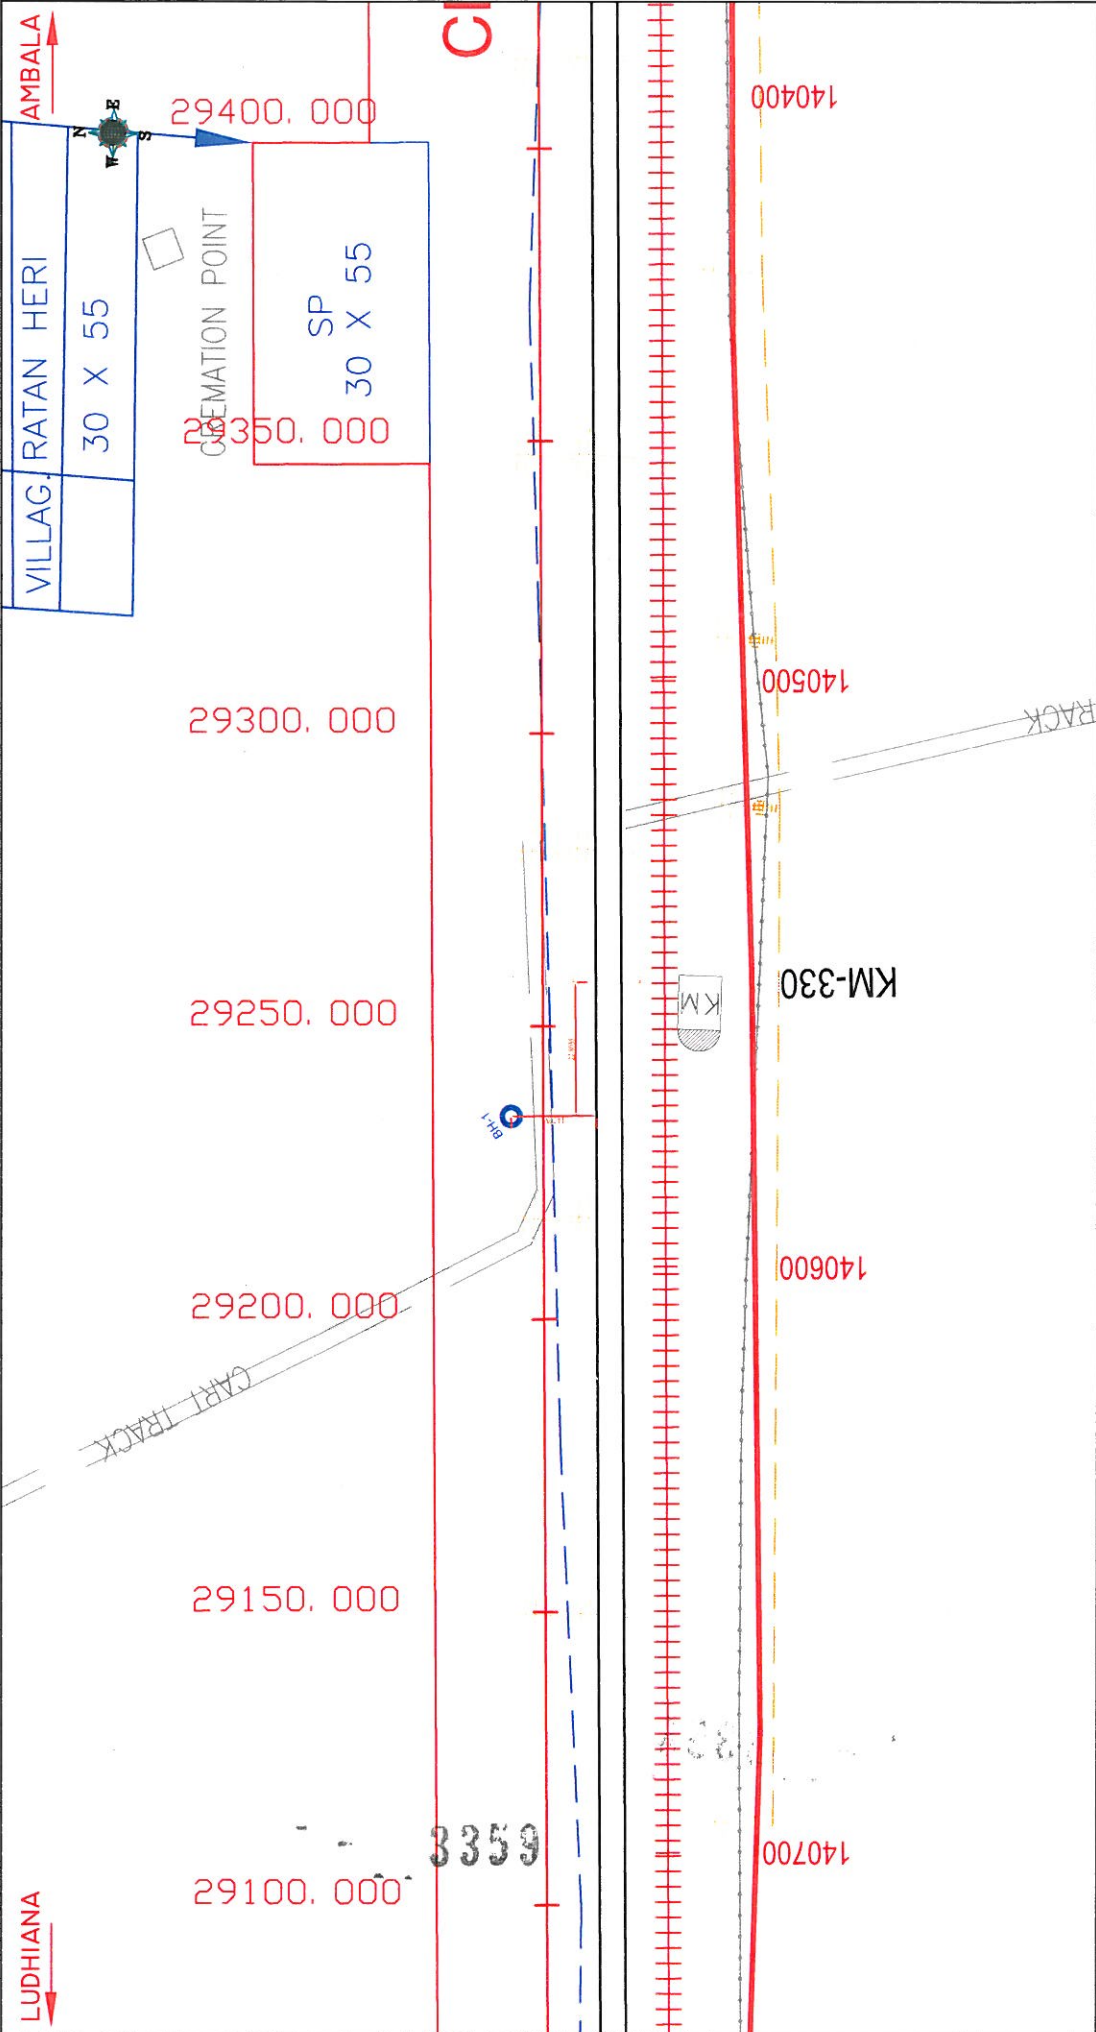 AMBALA
N
E
S
W
29400. 000
CI
140400
VILLAG. RATAN HERI
30 X 55
CREMATION POINT
SP
30 X 55
29350. 000
140500
29300. 000
RACK
KM-330
KM
29250. 000
BH-1
140600
29200. 000
CART TRACK
29150. 000
140700
3359
29100. 000
LUDHIANA